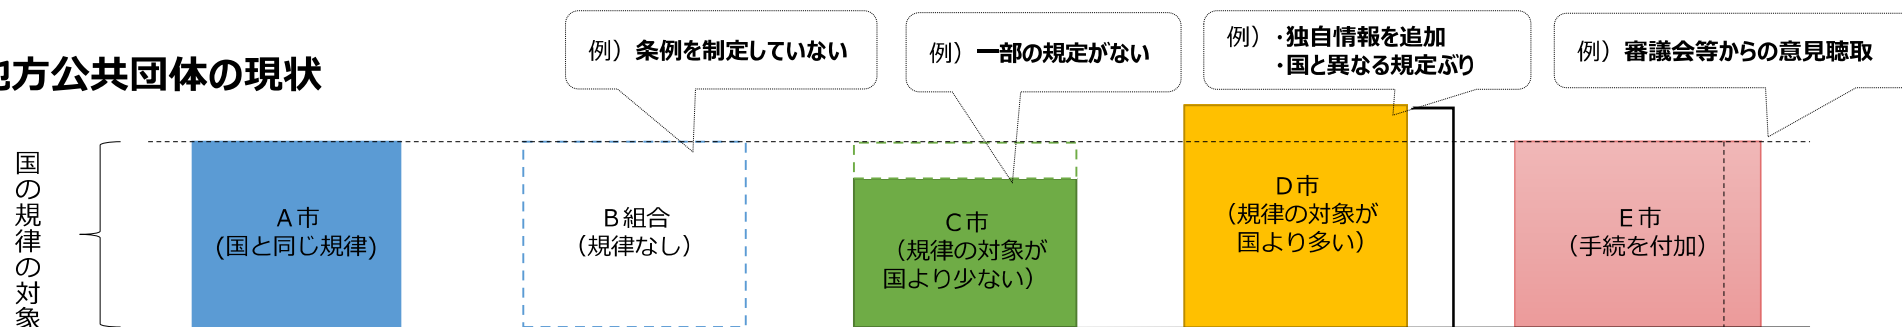 地方公共団体の現状
例）条例を制定していない
例）一部の規定がない
例）・独自情報を追加
・国と異なる規定ぶり
例）審議会等からの意見聴取
国の規律の対象
A市
(国と同じ規律)
B組合
（規律なし）
C市
（規律の対象が
国より少ない）
D市
（規律の対象が
国より多い）
E市
（手続を付加）